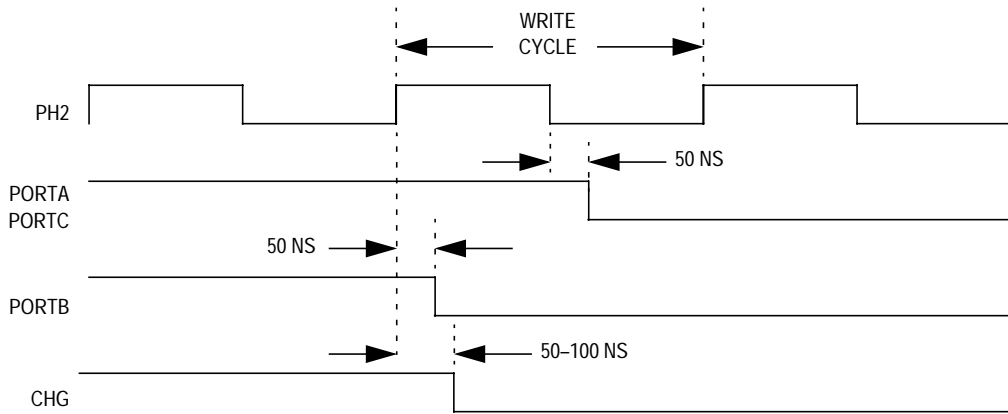 WRITE
CYCLE
PH2
50 NS
PORTA
PORTC
50 NS
PORTB
50–100 NS
CHG